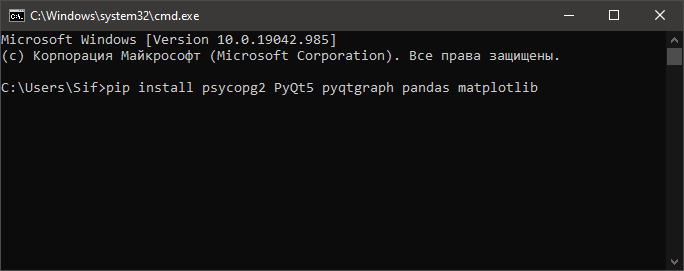 C:\Windows\system32\cmd.exe
Microsoft Windows [Version 10.0.19042.985]
(c) Корпорация Майкрософт (Microsoft Corporation). Все права защищены.
C:\Users\Sif>pip install psycopg2 PyQt5 pyqtgraph pandas matplotlib